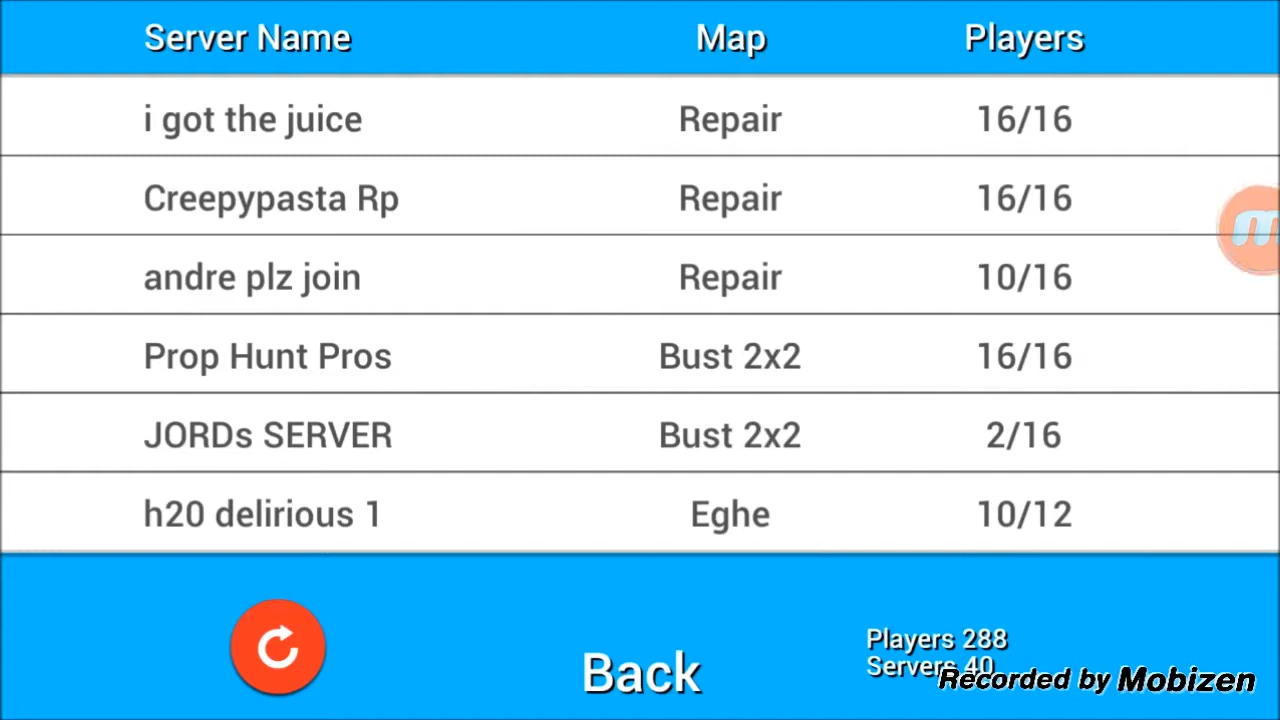 Server Name Map Players
i got the juice Repair 16/16
Creepypasta Rp Repair 16/16
andre plz join Repair 10/16
Prop Hunt Pros Bust 2x2 16/16
JORDs SERVER Bust 2x2 2/16
h20 delirious 1 Eghe 10/12
Players 288
Servers 40
Back
Recorded by Mobizen
m